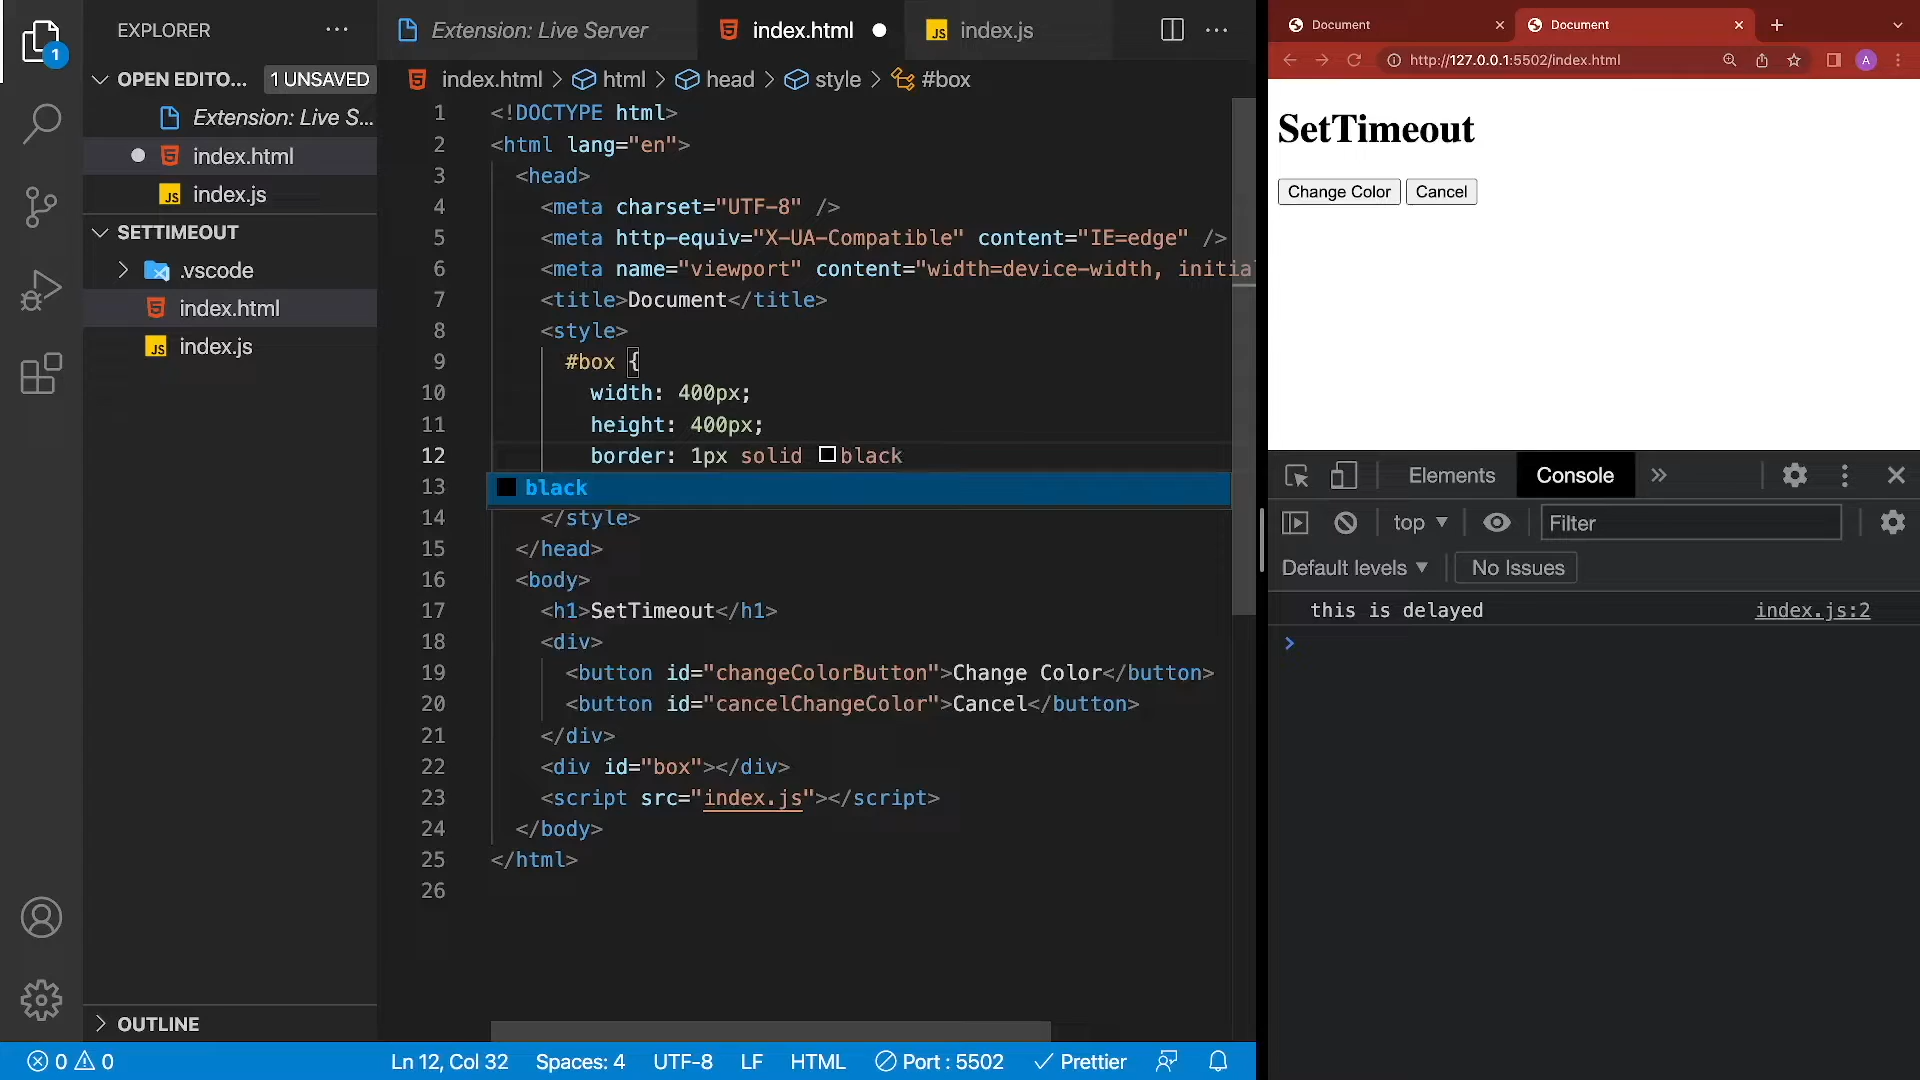 EXPLORER
OPEN EDITO...
1 UNSAVED
Extension: Live S...
index.html
index.js
SETTIMEOUT
.vscode
index.html
index.js
OUTLINE
1
Extension: Live Server
index.html
index.js
index.html > html > head > style > #box
1 <!DOCTYPE html>
2 <html lang="en">
3 <head>
4 <meta charset="UTF-8" />
5 <meta http-equiv="X-UA-Compatible" content="IE=edge" />
6 <meta name="viewport" content="width=device-width, initia
7 <title>Document</title>
8 <style>
9 #box {
10 width: 400px;
11 height: 400px;
12 border: 1px solid black
13 black
14 </style>
15 </head>
16 <body>
17 <h1>SetTimeout</h1>
18 <div>
19 <button id="changeColorButton">Change Color</button>
20 <button id="cancelChangeColor">Cancel</button>
21 </div>
22 <div id="box"></div>
23 <script src="index.js"></script>
24 </body>
25 </html>
26
0 0 Ln 12, Col 32 Spaces: 4 UTF-8 LF HTML Port : 5502 Prettier
Document
Document
http://127.0.0.1:5502/index.html
A
SetTimeout
Change Color Cancel
Elements Console
top Filter
Default levels No Issues
this is delayed index.js:2